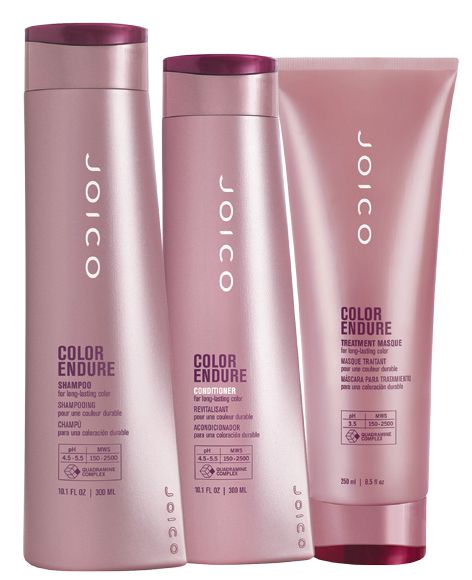 JOICO
COLOR
ENDURE
SHAMPOO
for long-lasting color
SHAMPOOING
pour une couleur durable
CHAMPÚ
para una coloración durable
pH
MWS
4.5-5.5
150-2500
QUADRAMINE
COMPLEX
10.1 FL OZ | 300 ML
JOICO
JOICO
COLOR
ENDURE
CONDITIONER
for long-lasting color
REVITALISANT
pour une couleur durable
ACONDICIONADOR
para una coloración durable
pH
MWS
4.5-5.5
150-2500
QUADRAMINE
COMPLEX
10.1 FL OZ | 300 ML
JOICO
JOICO
COLOR
ENDURE
TREATMENT MASQUE
for long-lasting color
MASQUE TRAITANT
pour une couleur durable
MÁSCARA PARA TRATAMIENTO
para una coloración durable
pH
MWS
3.5
150-2500
QUADRAMINE
COMPLEX
250 ml | 8.5 fl oz